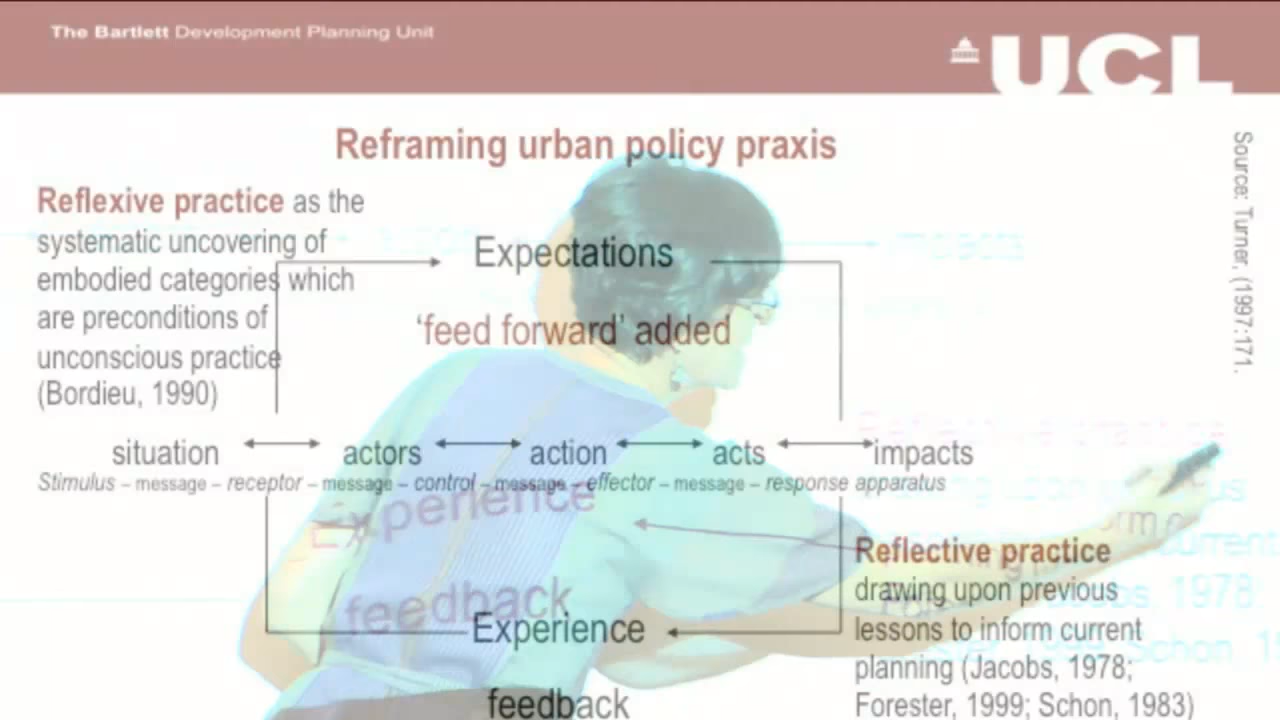 The Bartlett Development Planning Unit
UCL
Reframing urban policy praxis
Source: Turner, (1997:171.
Reflexive practice as the
systematic uncovering of
embodied categories which
are preconditions of
unconscious practice
(Bordieu, 1990)
Expectations
‘feed forward’ added
situation actors action acts impacts
Stimulus – message – receptor – message – control – message – effector – message – response apparatus
Experience
feedback
Reflective practice
drawing upon previous
lessons to inform current
planning (Jacobs, 1978;
Forester, 1999; Schon, 1983)
Experience
feedback